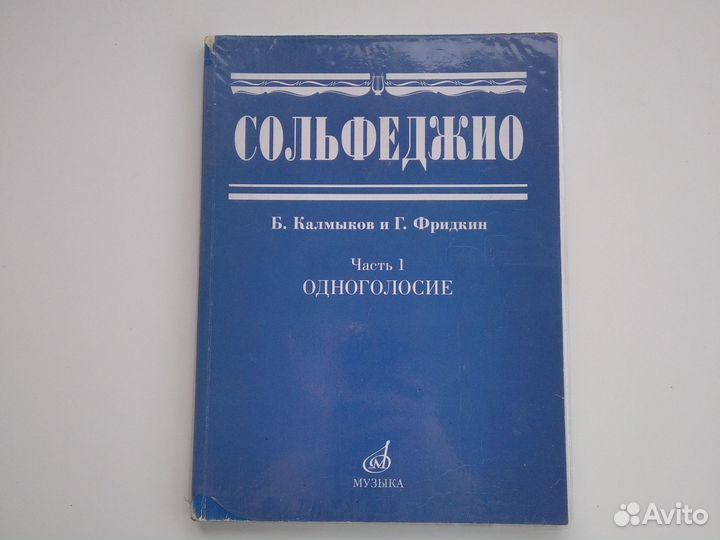 СОЛЬФЕДЖИО
Б. Калмыков и Г. Фридкин
Часть 1
ОДНОГОЛОСИЕ
МУЗЫКА
Avito